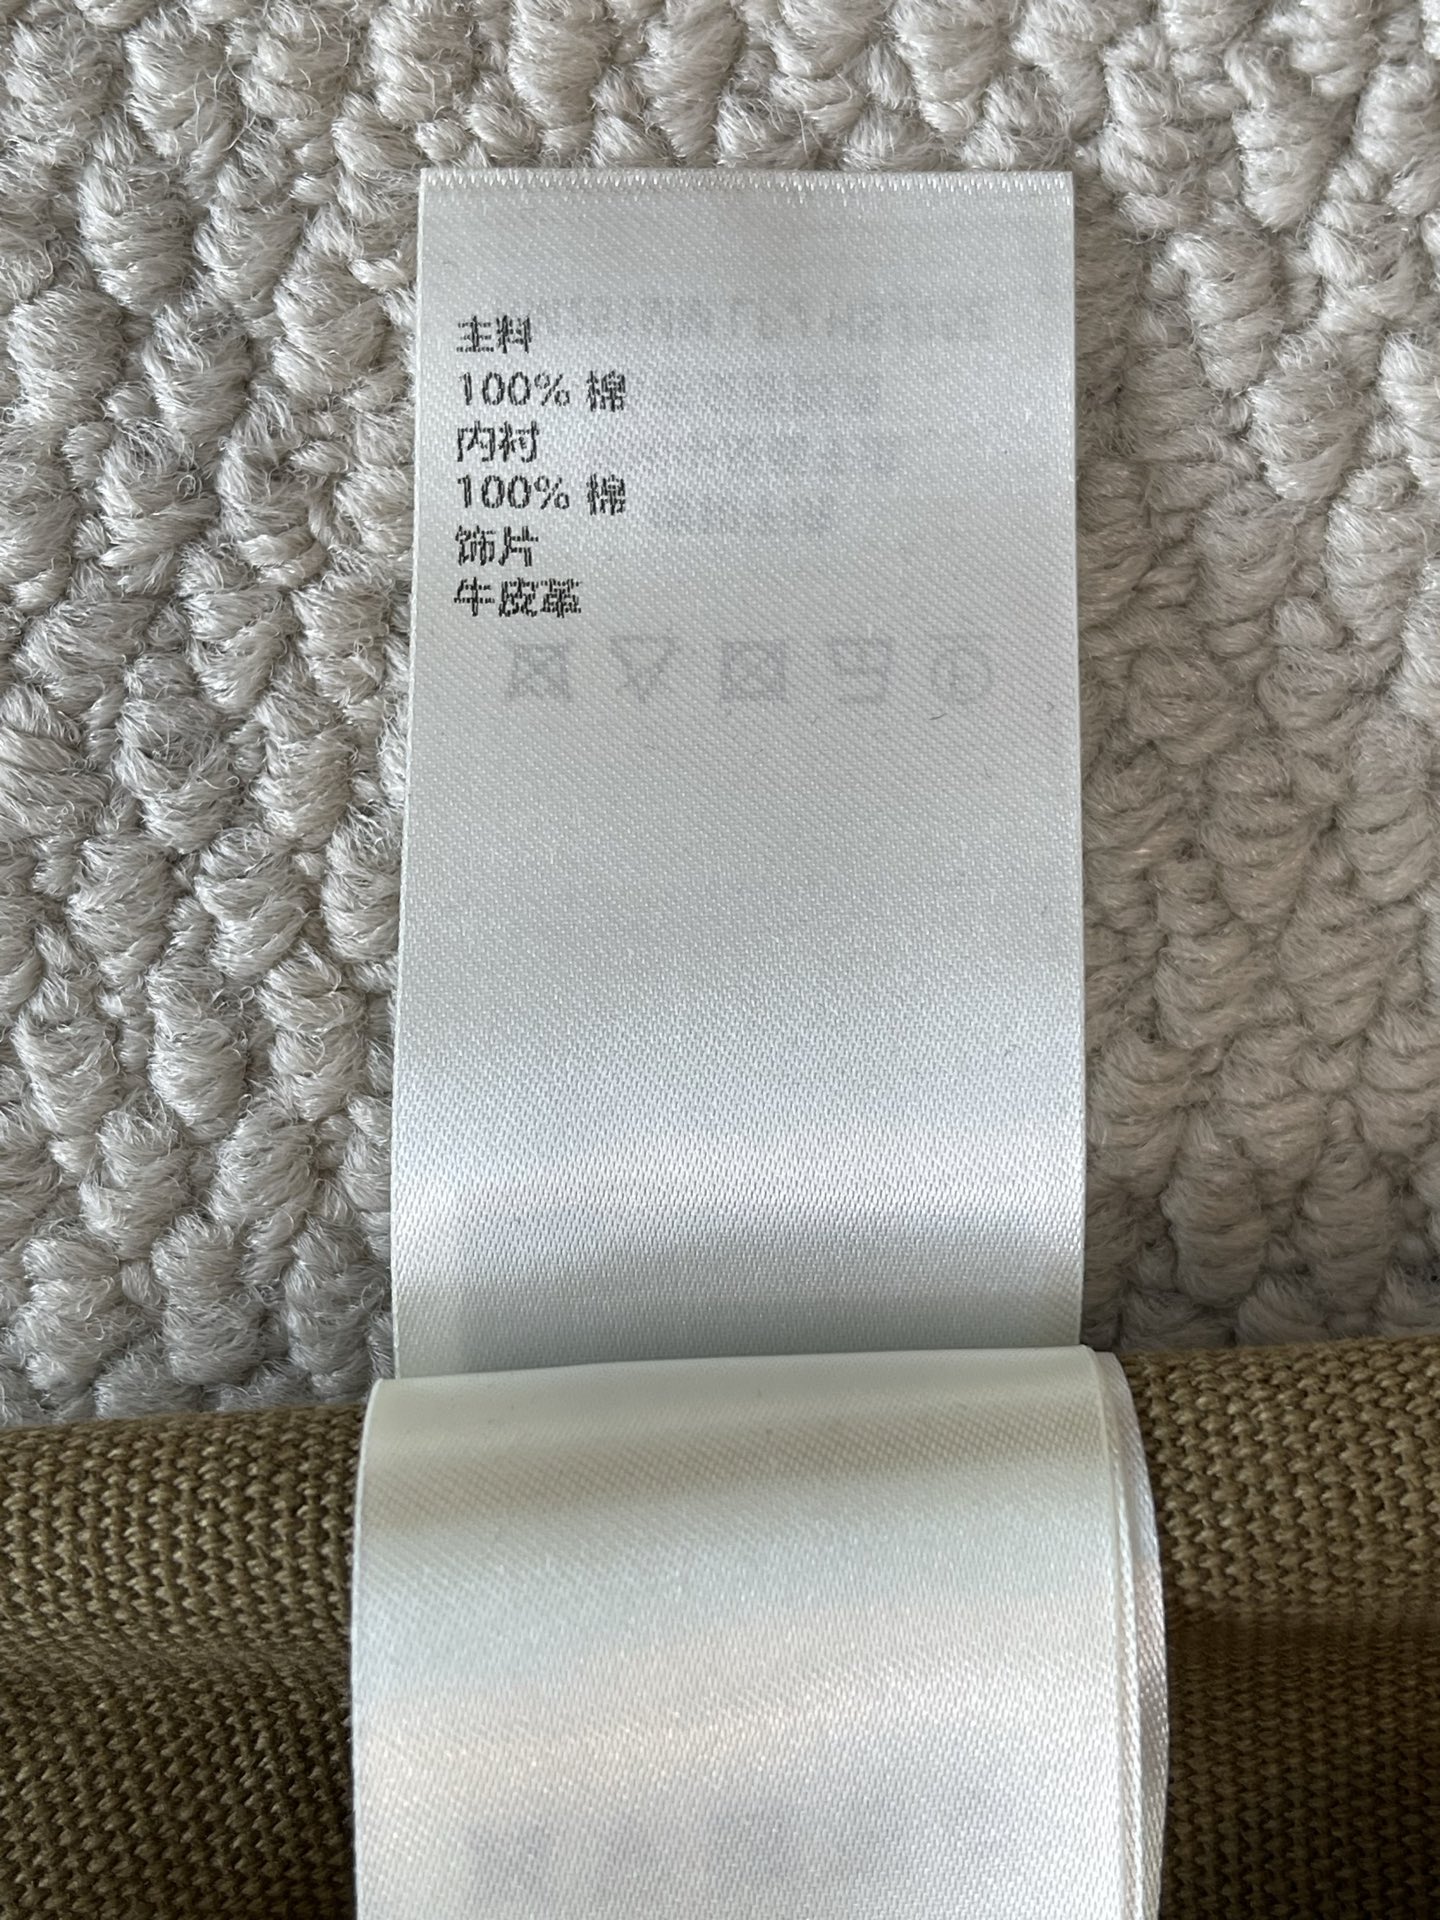 主料
100% 棉
内衬
100% 棉
饰片
牛皮革